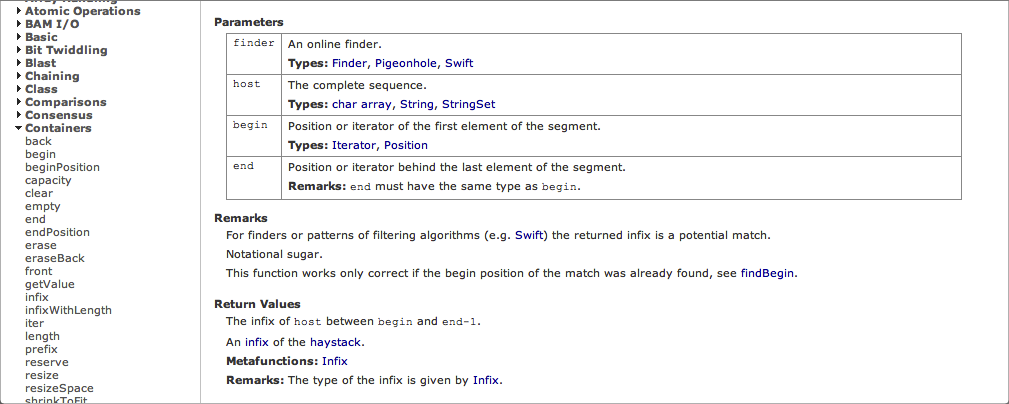 Array Handling
Atomic Operations
BAM I/O
Basic
Bit Twiddling
Blast
Chaining
Class
Comparisons
Consensus
Containers
back
begin
beginPosition
capacity
clear
empty
end
endPosition
erase
eraseBack
front
getValue
infix
infixWithLength
iter
length
prefix
reserve
resize
resizeSpace
shrinkToFit
Parameters
finder An online finder.
Types: Finder, Pigeonhole, Swift
host The complete sequence.
Types: char array, String, StringSet
begin Position or iterator of the first element of the segment.
Types: Iterator, Position
end Position or iterator behind the last element of the segment.
Remarks: end must have the same type as begin.
Remarks
For finders or patterns of filtering algorithms (e.g. Swift) the returned infix is a potential match.
Notational sugar.
This function works only correct if the begin position of the match was already found, see findBegin.
Return Values
The infix of host between begin and end-1.
An infix of the haystack.
Metafunctions: Infix
Remarks: The type of the infix is given by Infix.